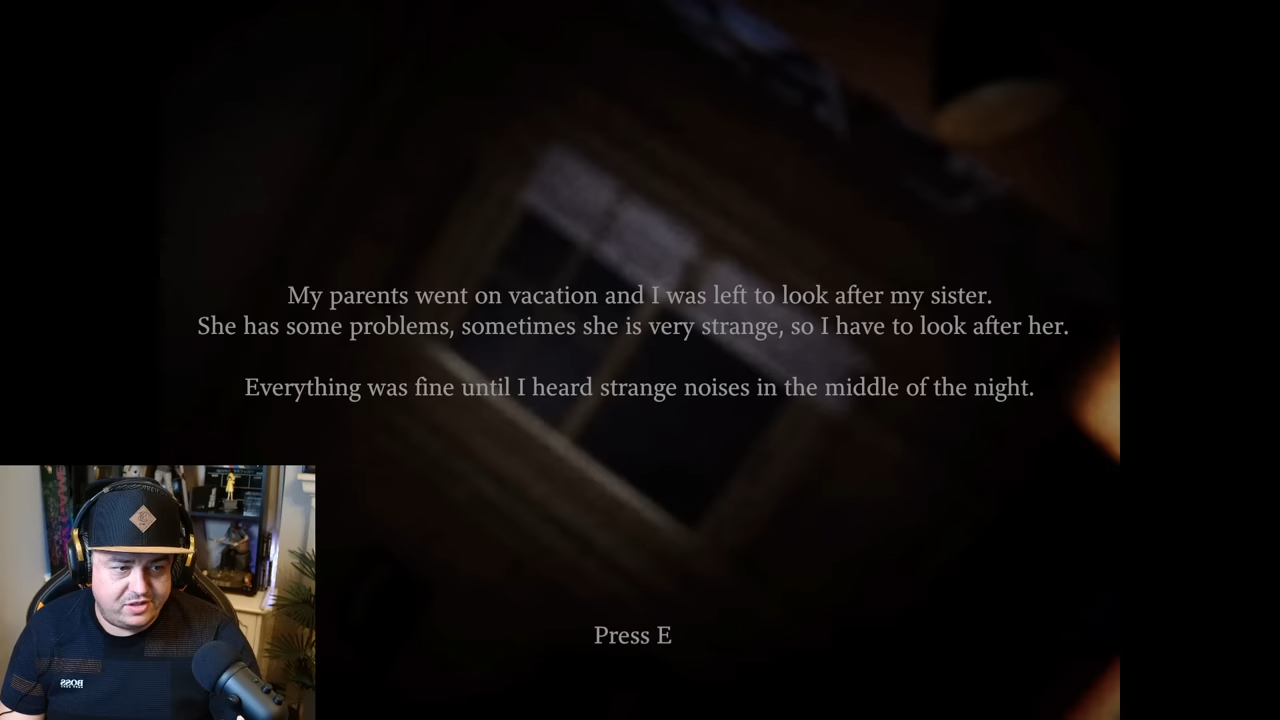 My parents went on vacation and I was left to look after my sister.
She has some problems, sometimes she is very strange, so I have to look after her.
Everything was fine until I heard strange noises in the middle of the night.
Press E
BOSS